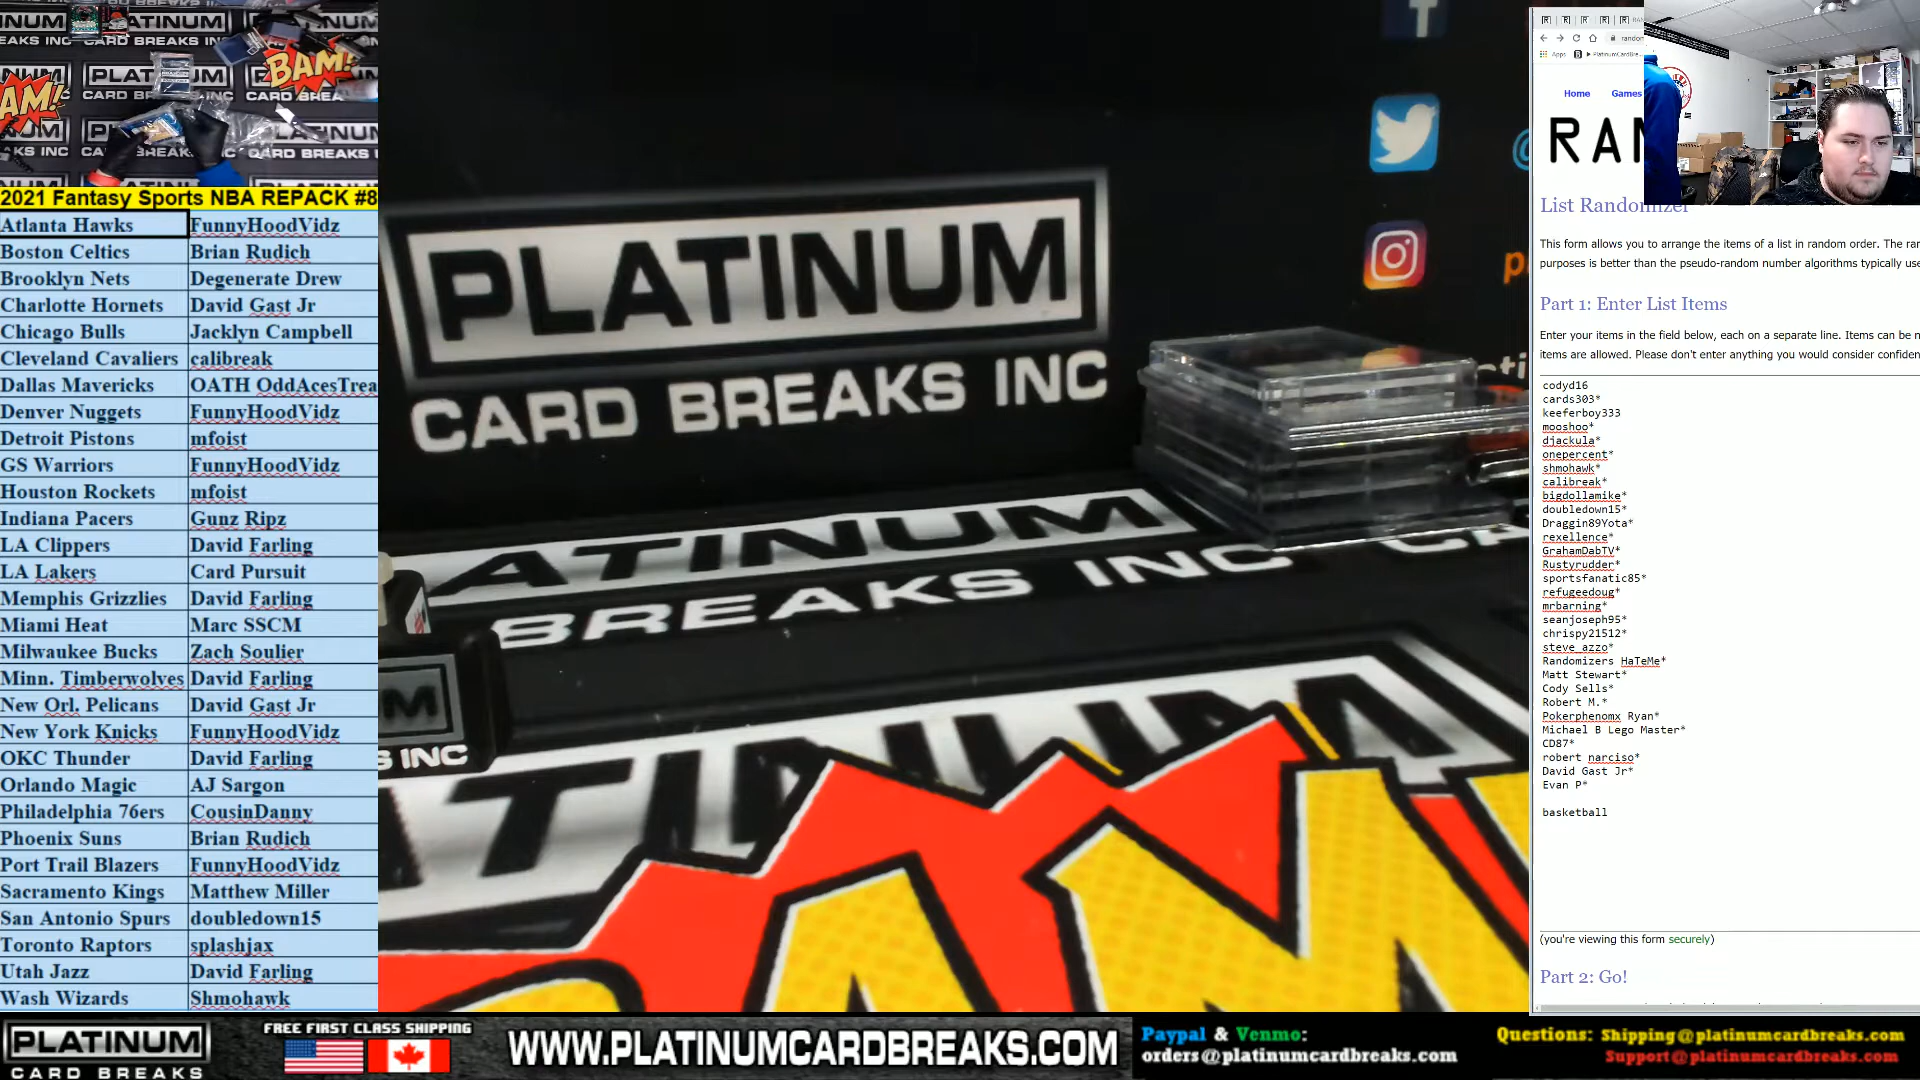 2021 Fantasy Sports NBA REPACK #8
Atlanta Hawks FunnyHoodVidz
Boston Celtics Brian Rudich
Brooklyn Nets Degenerate Drew
Charlotte Hornets David Gast Jr
Chicago Bulls Jacklyn Campbell
Cleveland Cavaliers calibreak
Dallas Mavericks OATH OddAcesTrea
Denver Nuggets FunnyHoodVidz
Detroit Pistons mfoist
GS Warriors FunnyHoodVidz
Houston Rockets mfoist
Indiana Pacers Gunz Ripz
LA Clippers David Farling
LA Lakers Card Pursuit
Memphis Grizzlies David Farling
Miami Heat Marc SSCM
Milwaukee Bucks Zach Soulier
Minn. Timberwolves David Farling
New Orl. Pelicans David Gast Jr
New York Knicks FunnyHoodVidz
OKC Thunder David Farling
Orlando Magic AJ Sargon
Philadelphia 76ers CousinDanny
Phoenix Suns Brian Rudich
Port Trail Blazers FunnyHoodVidz
Sacramento Kings Matthew Miller
San Antonio Spurs doubledown15
Toronto Raptors splashjax
Utah Jazz David Farling
Wash Wizards Shmohawk
PLATINUM
CARD BREAKS INC
ATINUM
BREAKS INC
BAM!
Home Games
RAN
List Randomizer
This form allows you to arrange the items of a list in random order. The ran
purposes is better than the pseudo-random number algorithms typically use
Part 1: Enter List Items
Enter your items in the field below, each on a separate line. Items can be n
items are allowed. Please don't enter anything you would consider confiden
codyd16
cards303*
keeferboy333
mooshoo*
djackula*
onepercent*
shmohawk*
calibreak*
bigdollamike*
doubledown15*
Draggin89Yota*
rexellence*
GrahamDabTV*
Rustyrudder*
sportsfanatic85*
refugeedoug*
mrbarning*
seanjoseph95*
chrispy21512*
steve_azzo*
Randomizers HaTeMe*
Matt Stewart*
Cody Sells*
Robert M.*
Pokerphenomx Ryan*
Michael B Lego Master*
CD87*
robert narciso*
David Gast Jr*
Evan P*
basketball
(you're viewing this form securely)
Part 2: Go!
PLATINUM
CARD BREAKS
FREE FIRST CLASS SHIPPING
WWW.PLATINUMCARDBREAKS.COM
Paypal & Venmo:
orders@platinumcardbreaks.com
Questions: Shipping@platinumcardbreaks.com
Support@platinumcardbreaks.com